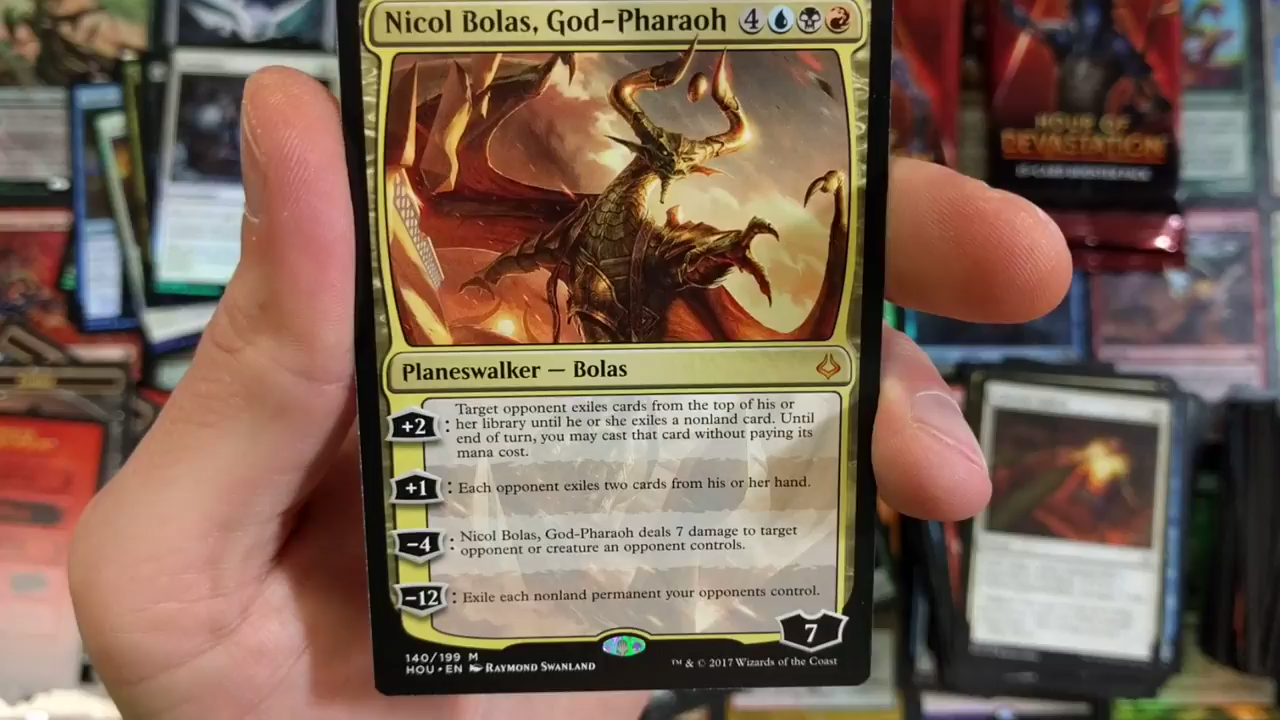 Nicol Bolas, God-Pharaoh 4
HOUR OF
DEVASTATION
Planeswalker — Bolas
+2 : Target opponent exiles cards from the top of his or
her library until he or she exiles a nonland card. Until
end of turn, you may cast that card without paying its
mana cost.
+1 : Each opponent exiles two cards from his or her hand.
-4 : Nicol Bolas, God-Pharaoh deals 7 damage to target
opponent or creature an opponent controls.
-12 : Exile each nonland permanent your opponents control.
7
140/199 M
HOU • EN RAYMOND SWANLAND
™ & © 2017 Wizards of the Coast